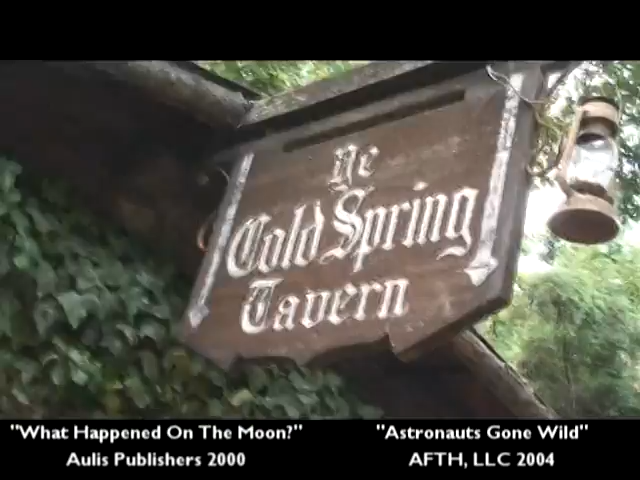 Ye
Cold Spring
Tavern
"What Happened On The Moon?" "Astronauts Gone Wild"
Aulis Publishers 2000 AFTH, LLC 2004